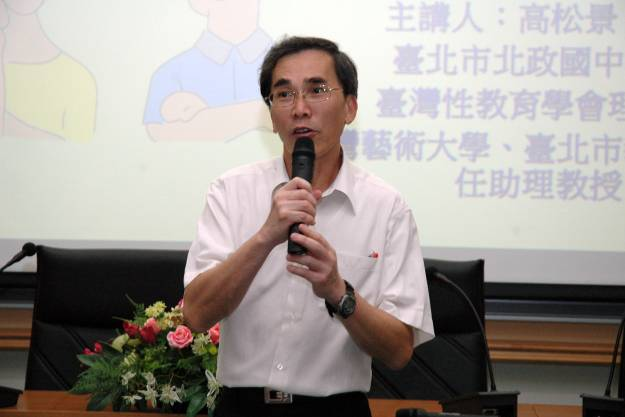 主講人：高松景
臺北市北政國中
臺灣性教育學會理
灣藝術大學、臺北市
任助理教授